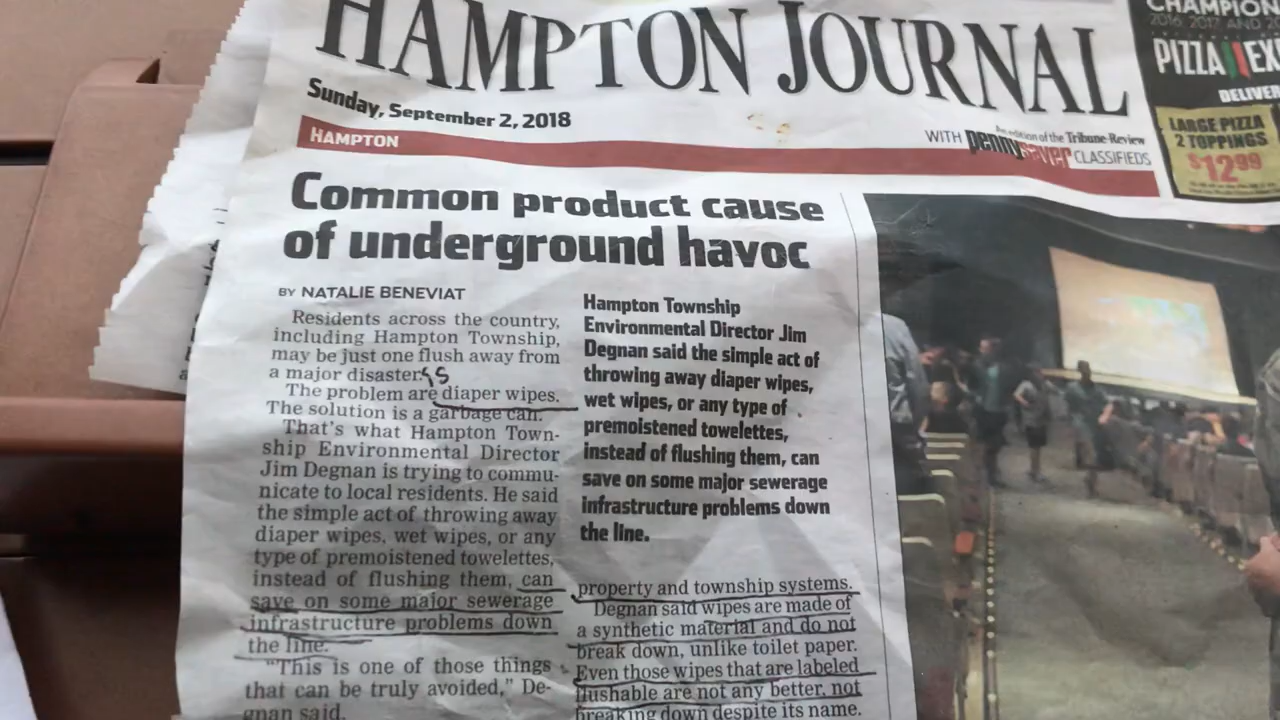 HAMPTON JOURNAL
Sunday, September 2, 2018
HAMPTON
WITH pennysaver CLASSIFIEDS
An edition of the Tribune-Review
CHAMPION
2016, 2017 AND
PIZZA
DELIVER
LARGE PIZZA
2 TOPPINGS
$12.99
Common product cause
of underground havoc
BY NATALIE BENEVIAT
Residents across the country,
including Hampton Township,
may be just one flush away from
a major disaster.
The problem are diaper wipes.
The solution is a garbage can.
That's what Hampton Town-
ship Environmental Director
Jim Degnan is trying to commu-
nicate to local residents. He said
the simple act of throwing away
diaper wipes, wet wipes, or any
type of premoistened towelettes,
instead of flushing them, can
save on some major sewerage
infrastructure problems down
the line.
"This is one of those things
that can be truly avoided," De-
gnan said.
Hampton Township
Environmental Director Jim
Degnan said the simple act of
throwing away diaper wipes,
wet wipes, or any type of
premoistened towelettes,
instead of flushing them, can
save on some major sewerage
infrastructure problems down
the line.
property and township systems.
Degnan said wipes are made of
a synthetic material and do not
break down, unlike toilet paper.
Even those wipes that are labeled
flushable are not any better, not
breaking down despite its name.